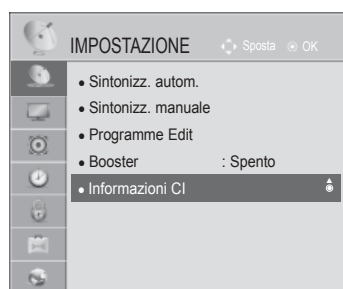 IMPOSTAZIONE Sposta OK
• Sintonizz. autom.
• Sintonizz. manuale
• Programme Edit
• Booster : Spento
• Informazioni CI